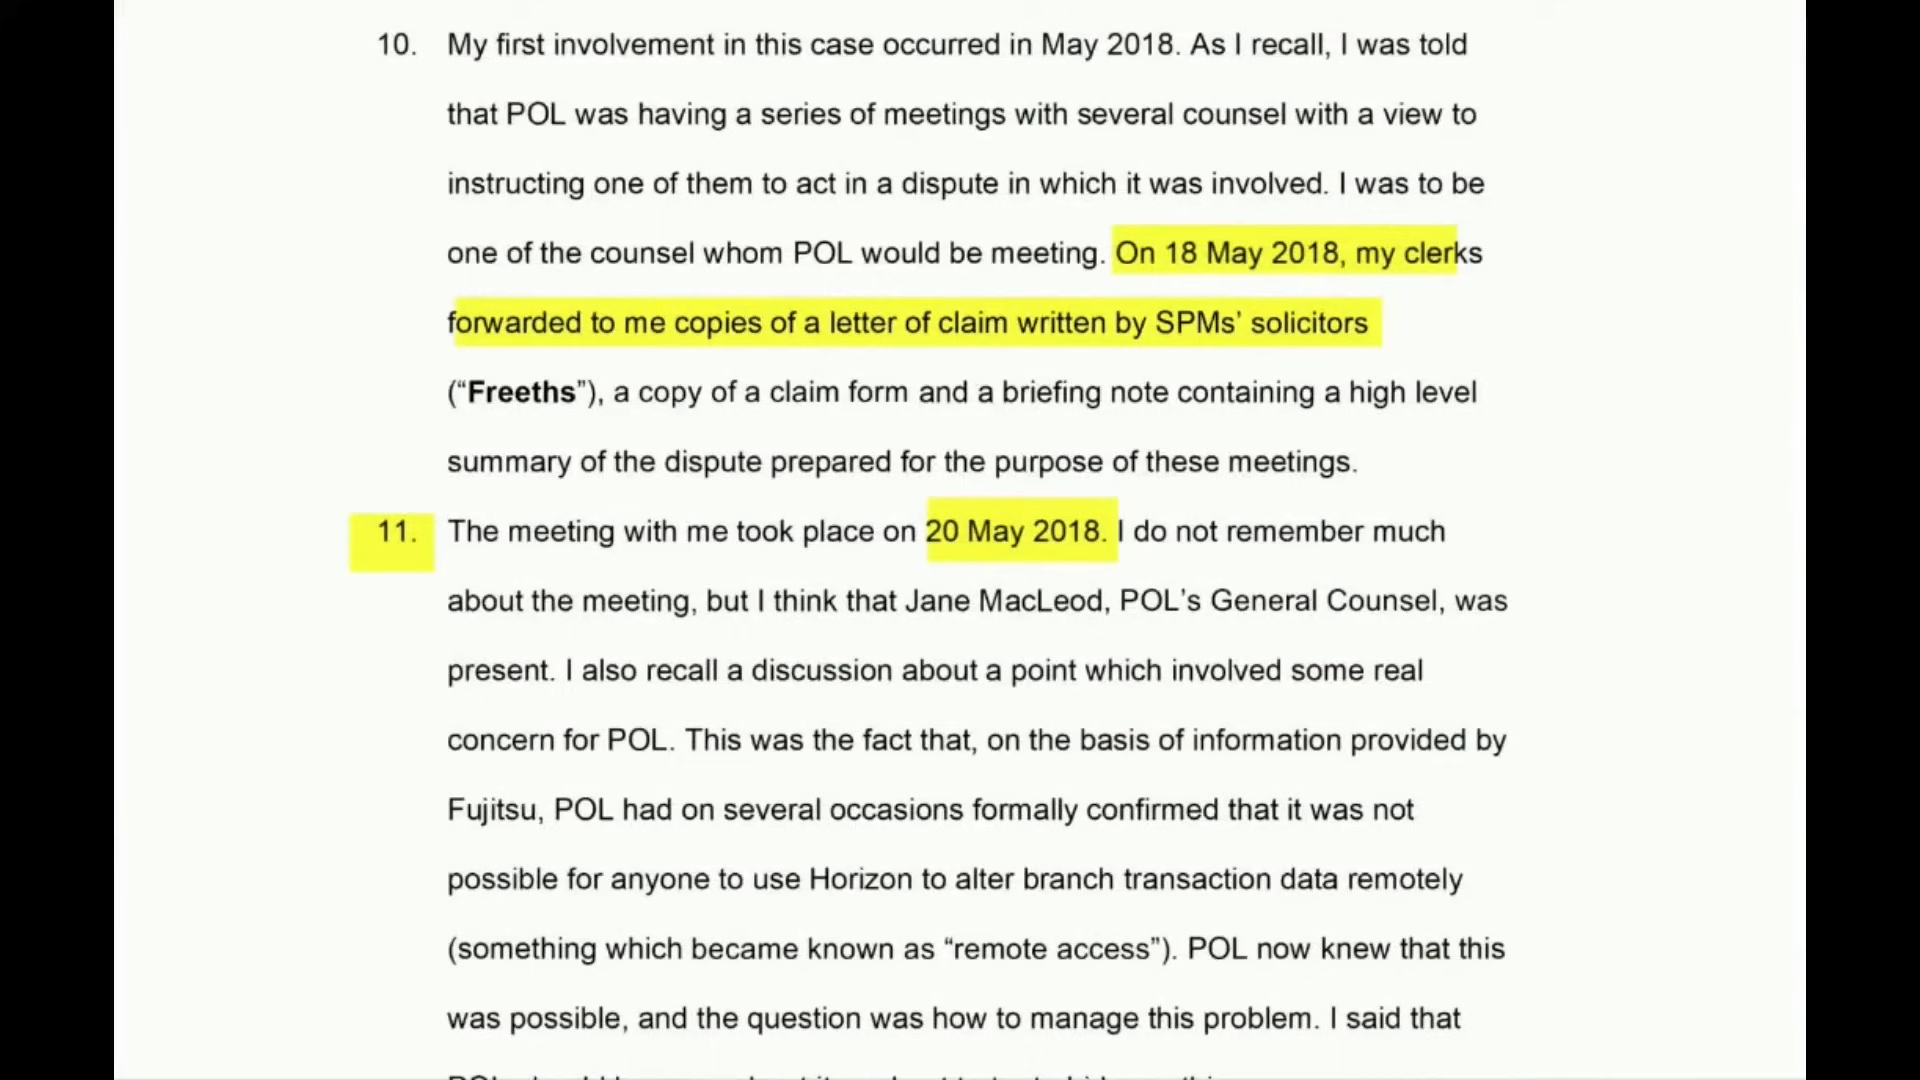 10. My first involvement in this case occurred in May 2018. As I recall, I was told
that POL was having a series of meetings with several counsel with a view to
instructing one of them to act in a dispute in which it was involved. I was to be
one of the counsel whom POL would be meeting. On 18 May 2018, my clerks
forwarded to me copies of a letter of claim written by SPMs’ solicitors
(“Freeths”), a copy of a claim form and a briefing note containing a high level
summary of the dispute prepared for the purpose of these meetings.
11. The meeting with me took place on 20 May 2018. I do not remember much
about the meeting, but I think that Jane MacLeod, POL’s General Counsel, was
present. I also recall a discussion about a point which involved some real
concern for POL. This was the fact that, on the basis of information provided by
Fujitsu, POL had on several occasions formally confirmed that it was not
possible for anyone to use Horizon to alter branch transaction data remotely
(something which became known as “remote access”). POL now knew that this
was possible, and the question was how to manage this problem. I said that